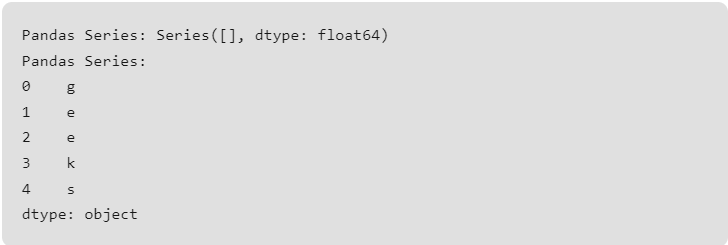 Pandas Series: Series([], dtype: float64)
Pandas Series:
0    g
1    e
2    e
3    k
4    s
dtype: object